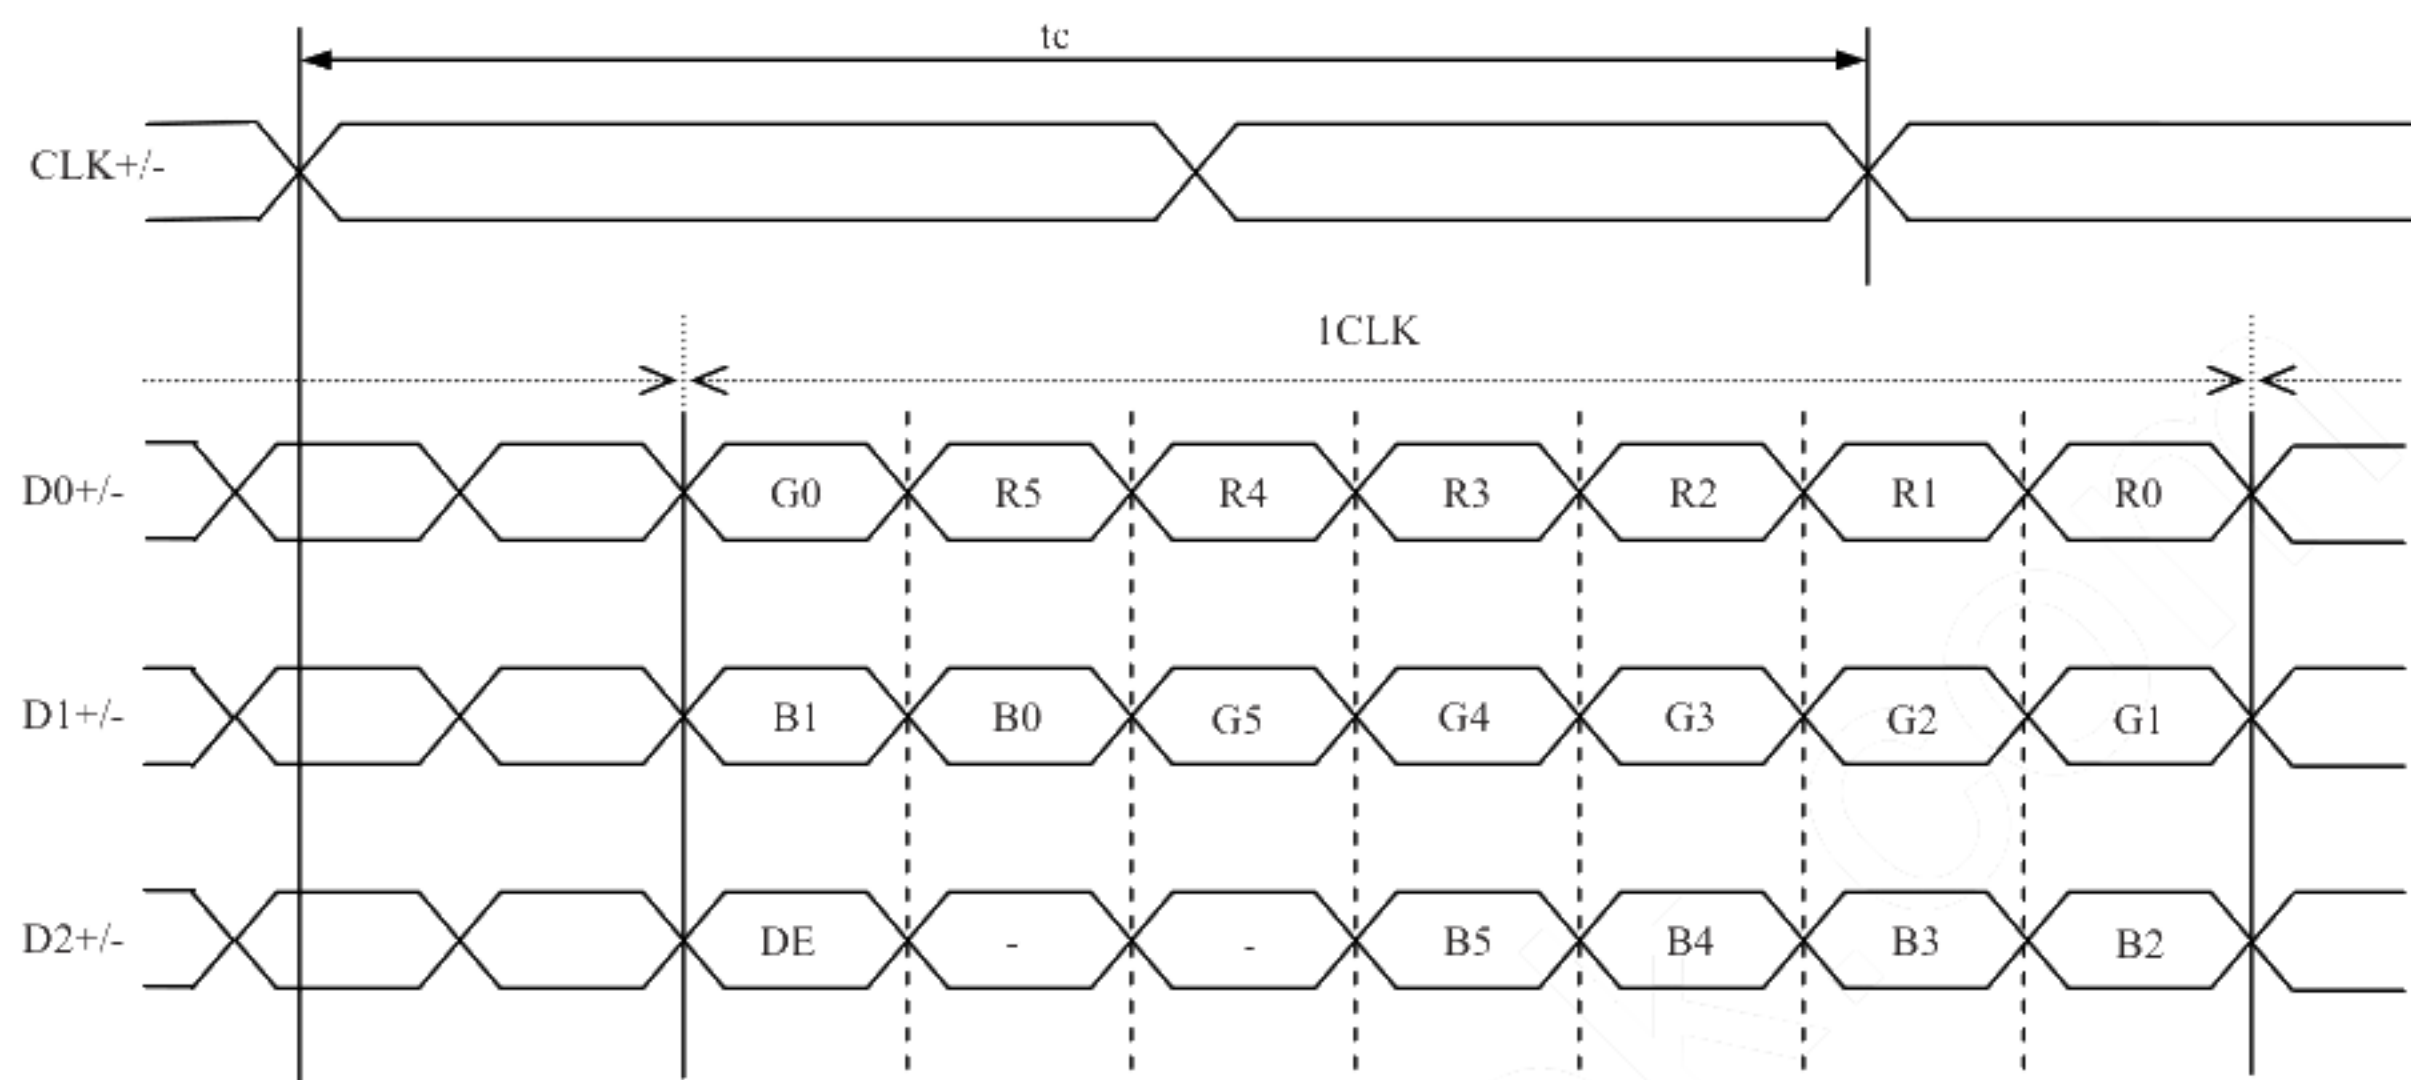 tc
CLK+/-
1CLK
D0+/- G0 R5 R4 R3 R2 R1 R0
D1+/- B1 B0 G5 G4 G3 G2 G1
D2+/- DE - - B5 B4 B3 B2